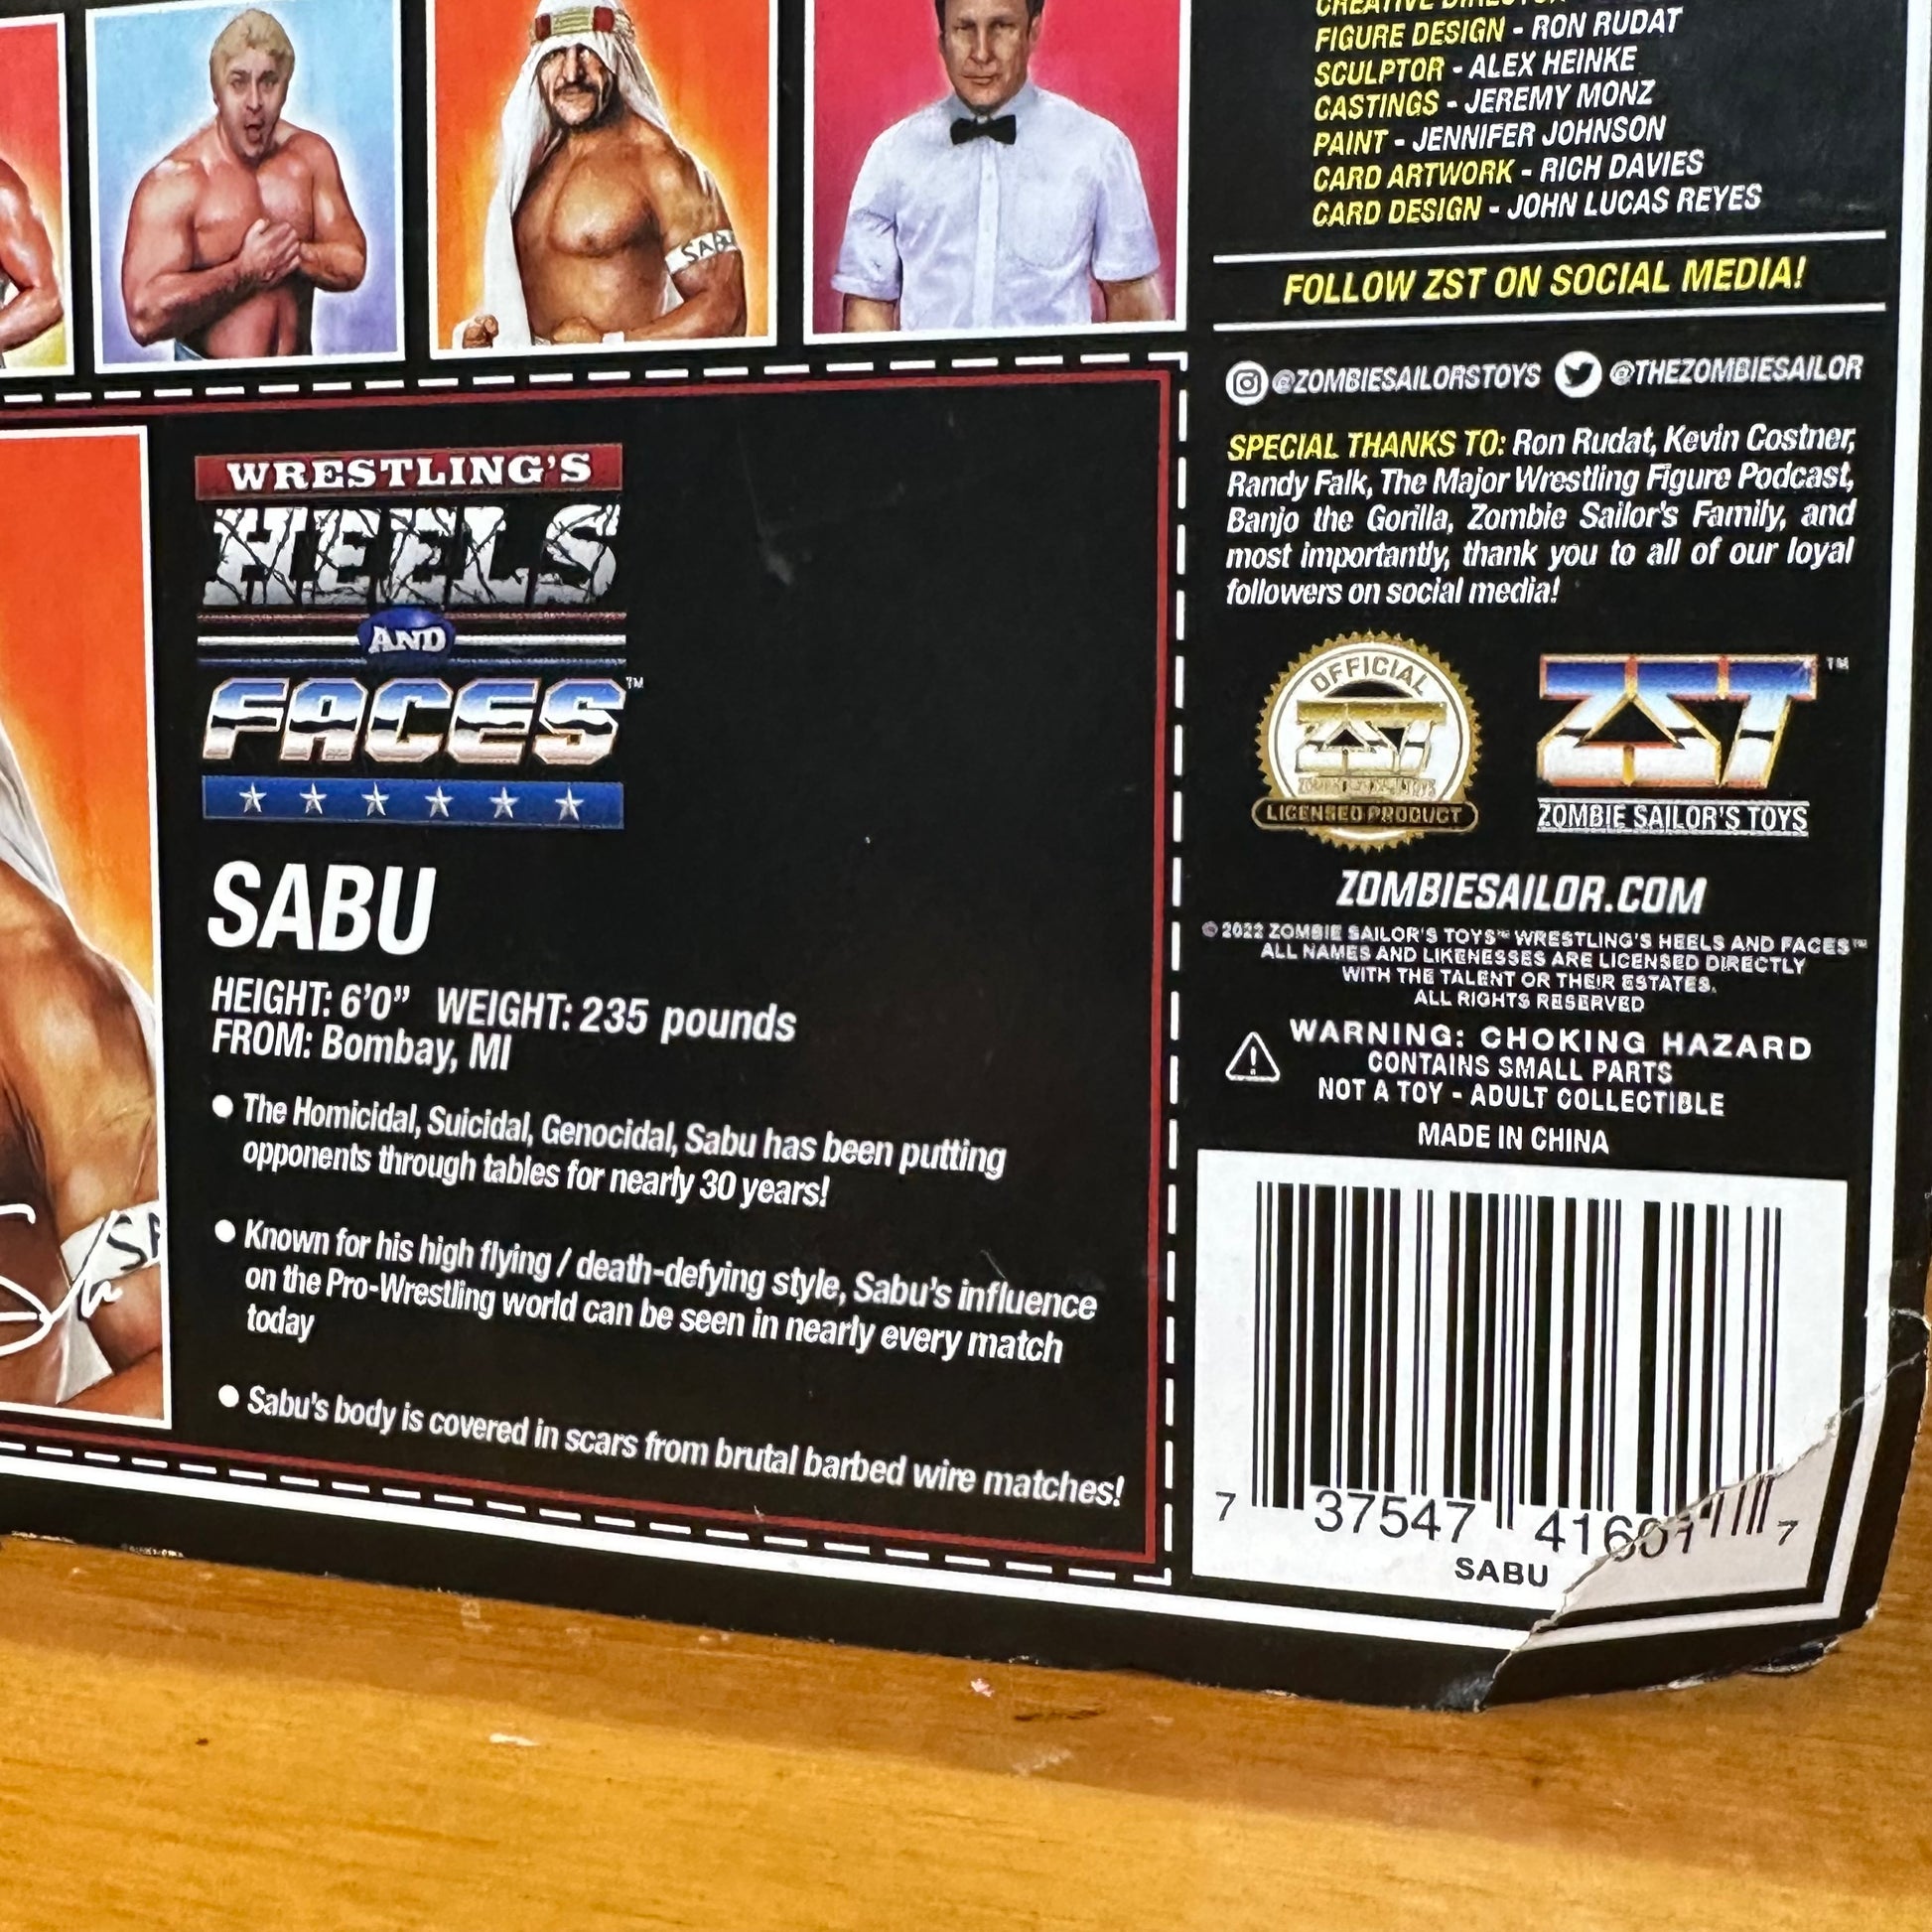 SABU
WRESTLING'S
HEELS
AND
FACES™
SABU
HEIGHT: 6'0” WEIGHT: 235 pounds
FROM: Bombay, MI
● The Homicidal, Suicidal, Genocidal, Sabu has been putting
opponents through tables for nearly 30 years!
● Known for his high flying / death-defying style, Sabu's influence
on the Pro-Wrestling world can be seen in nearly every match
today
● Sabu's body is covered in scars from brutal barbed wire matches!
FIGURE DESIGN - RON RUDAT
SCULPTOR - ALEX HEINKE
CASTINGS - JEREMY MONZ
PAINT - JENNIFER JOHNSON
CARD ARTWORK - RICH DAVIES
CARD DESIGN - JOHN LUCAS REYES
FOLLOW ZST ON SOCIAL MEDIA!
@ZOMBIESAILORSTOYS @THEZOMBIESAILOR
SPECIAL THANKS TO: Ron Rudat, Kevin Costner,
Randy Falk, The Major Wrestling Figure Podcast,
Banjo the Gorilla, Zombie Sailor's Family, and
most importantly, thank you to all of our loyal
followers on social media!
OFFICIAL
ZST
LICENSED PRODUCT
ZST™
ZOMBIE SAILOR'S TOYS
ZOMBIESAILOR.COM
© 2022 ZOMBIE SAILOR'S TOYS™ WRESTLING'S HEELS AND FACES™
ALL NAMES AND LIKENESSES ARE LICENSED DIRECTLY
WITH THE TALENT OR THEIR ESTATES.
ALL RIGHTS RESERVED
WARNING: CHOKING HAZARD
CONTAINS SMALL PARTS
NOT A TOY - ADULT COLLECTIBLE
MADE IN CHINA
7 37547 7
SABU